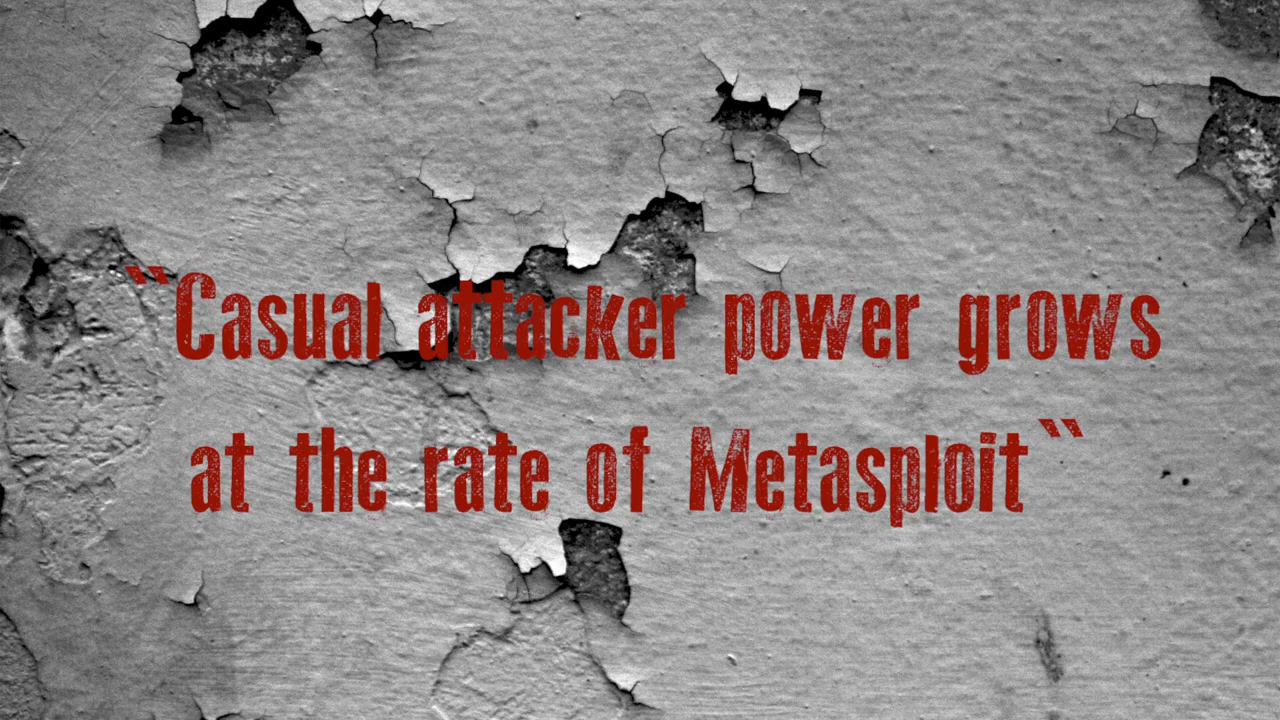 ``Casual attacker power grows
at the rate of Metasploit``